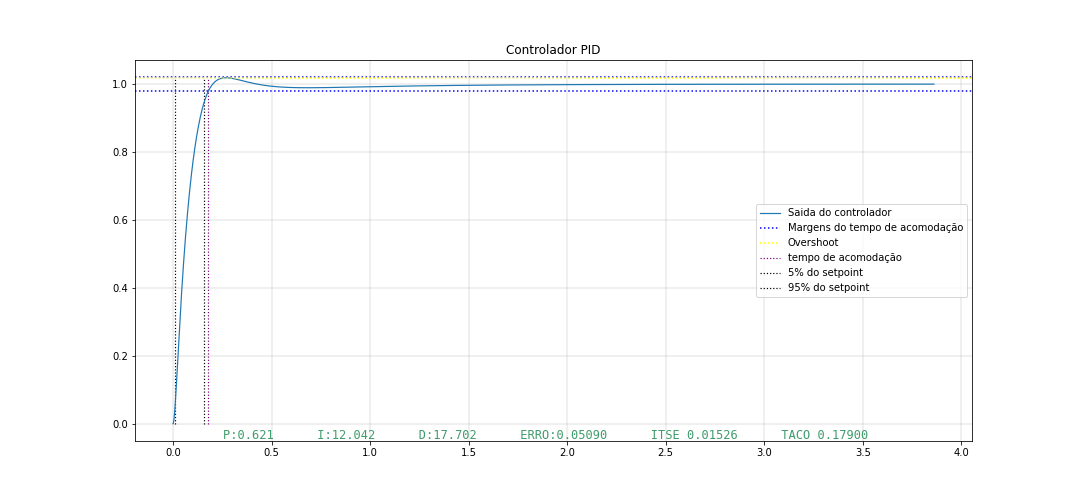 Controlador PID
1.0
0.8
0.6
0.4
0.2
0.0
Saida do controlador
Margens do tempo de acomodação
Overshoot
tempo de acomodação
5% do setpoint
95% do setpoint
P:0.621 I:12.042 D:17.702 ERRO:0.05090 ITSE 0.01526 TACO 0.17900
0.0 0.5 1.0 1.5 2.0 2.5 3.0 3.5 4.0